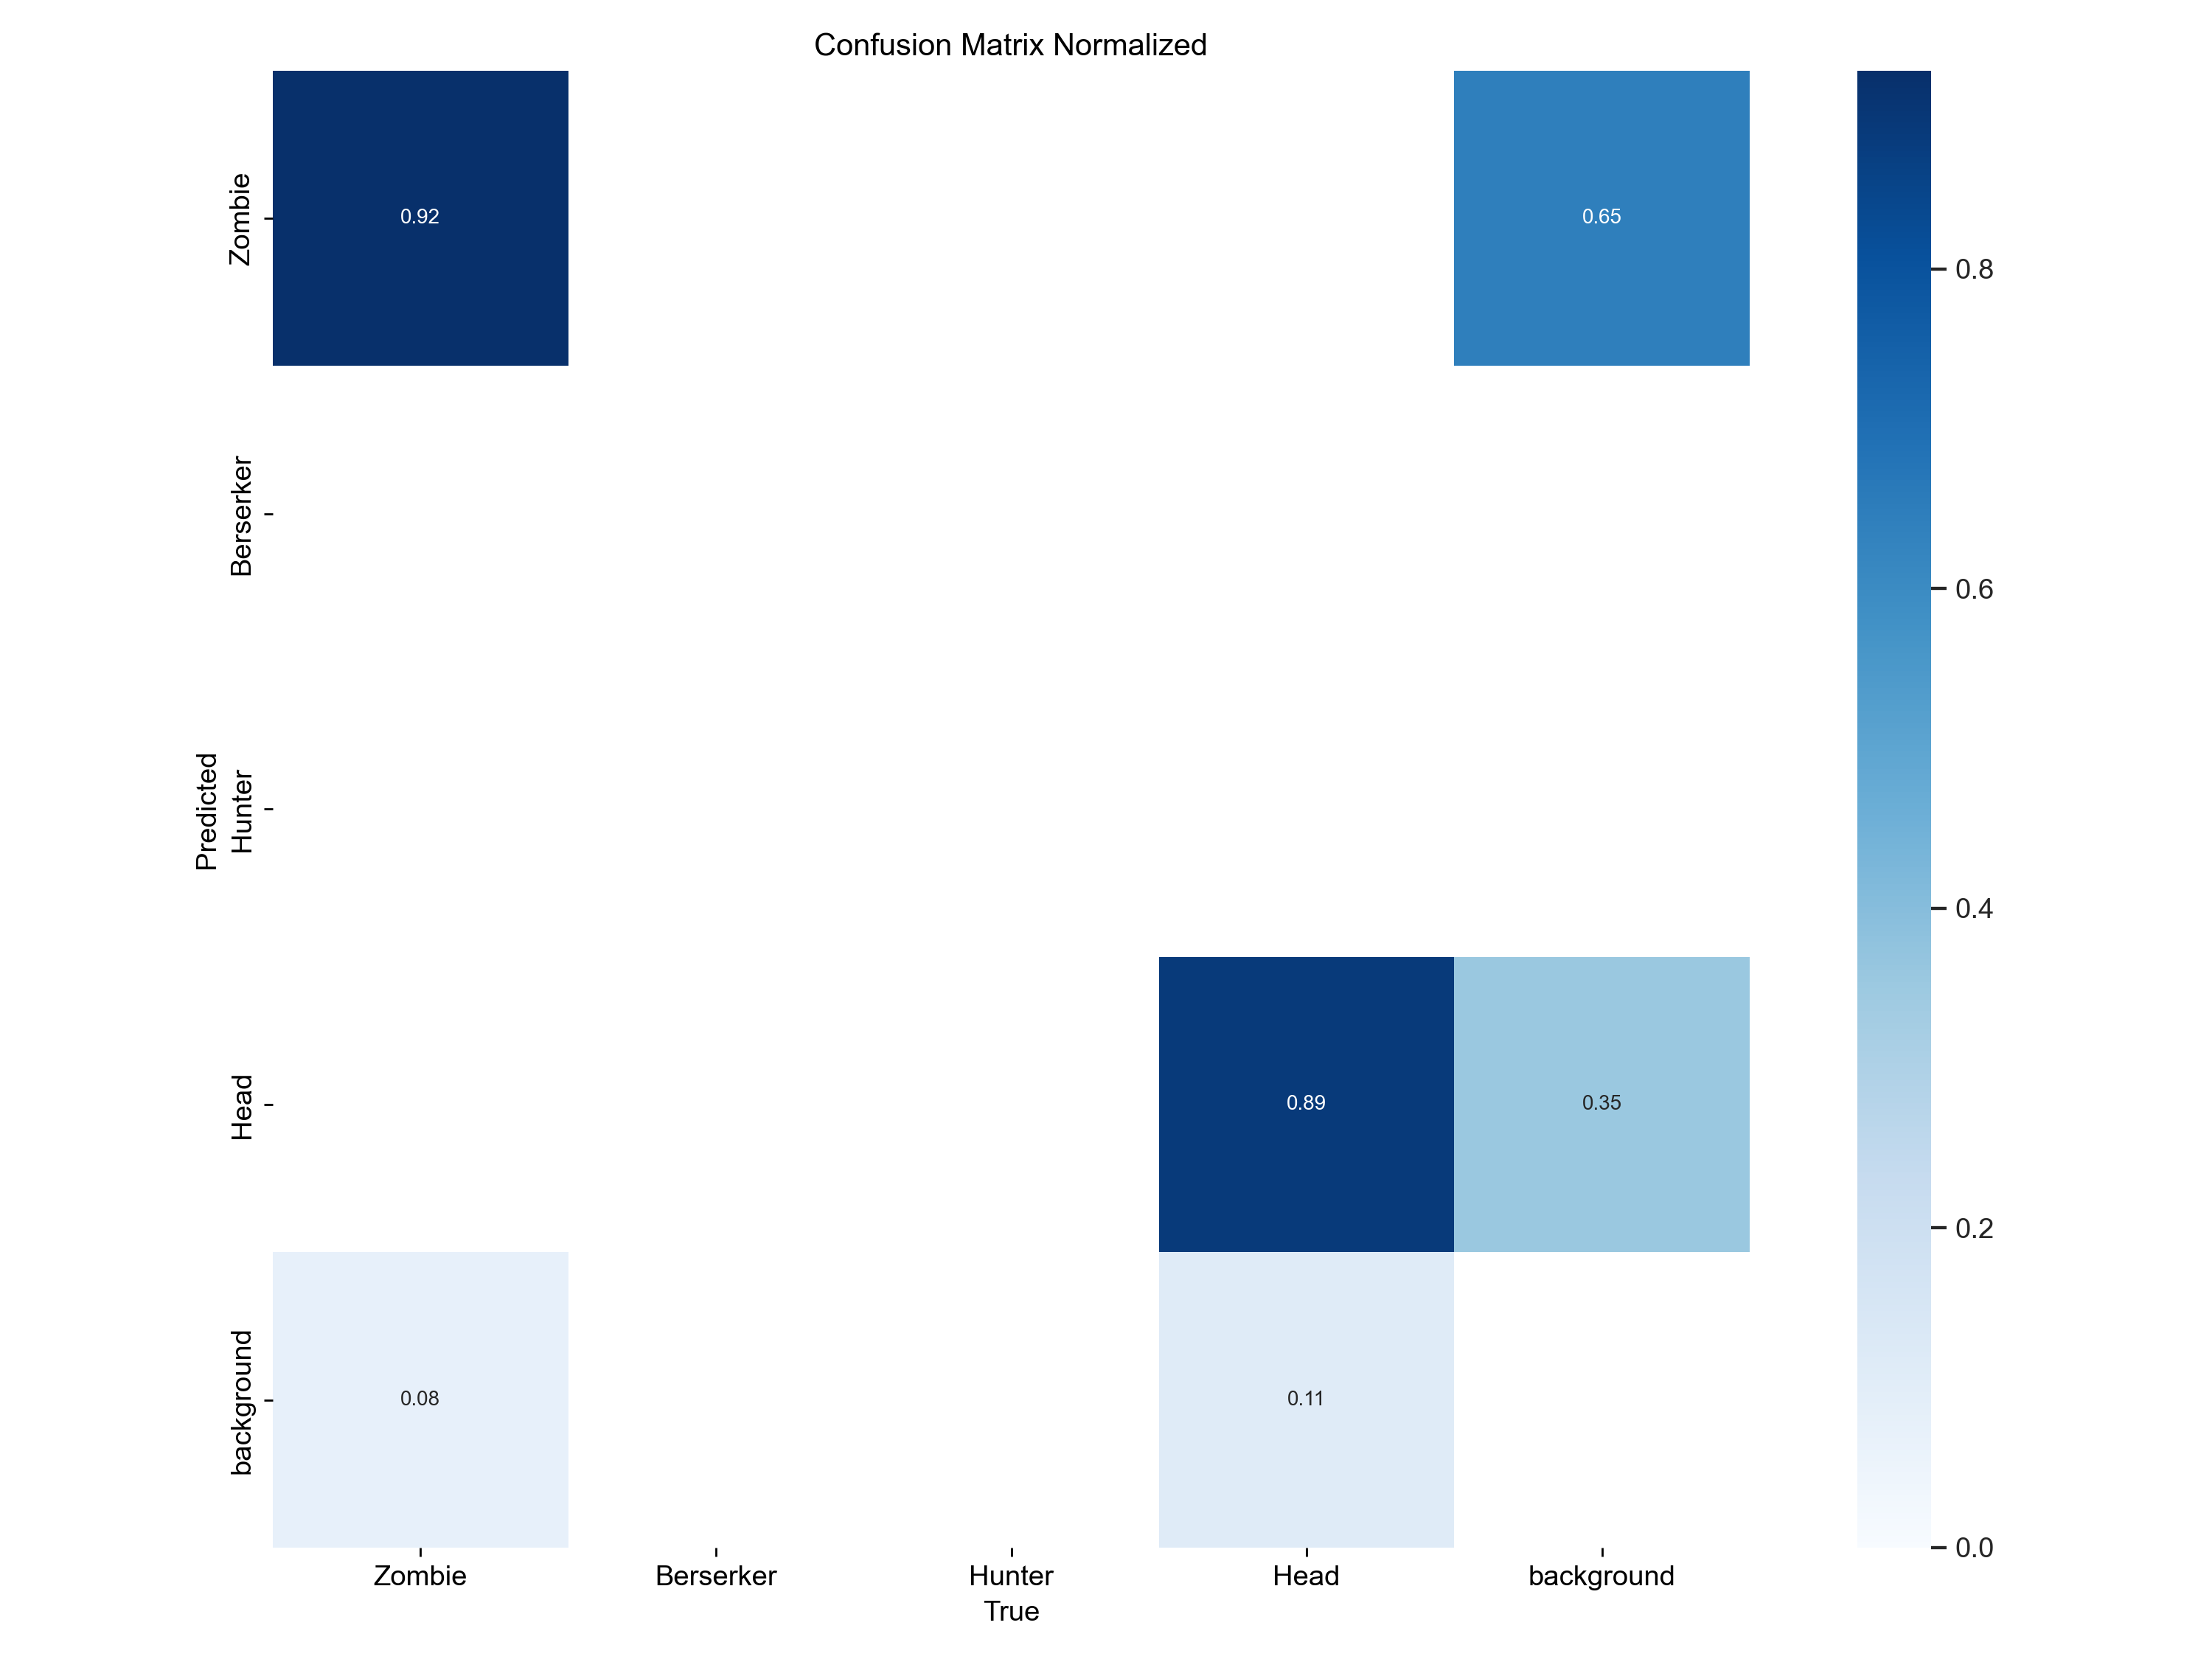 Confusion Matrix Normalized
Zombie
0.92
0.65
0.8
Berserker
0.6
Predicted
Hunter
0.4
Head
0.89
0.35
0.2
background
0.08
0.11
0.0
Zombie Berserker Hunter Head background
True